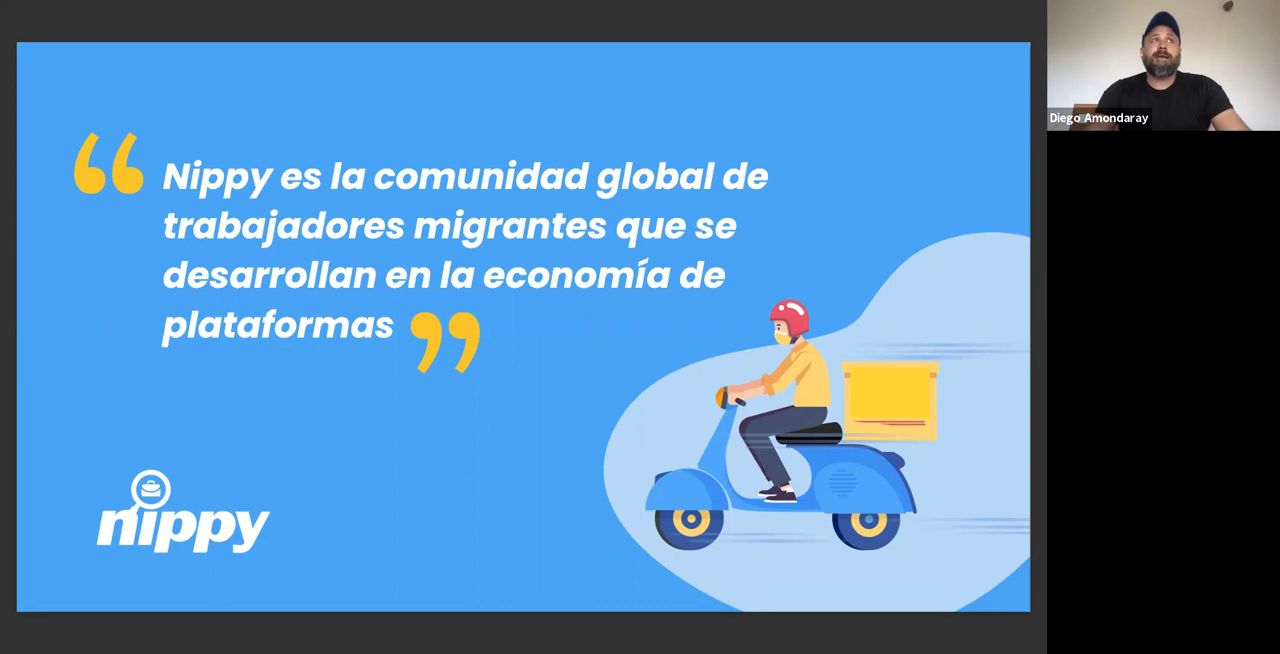 Nippy es la comunidad global de
trabajadores migrantes que se
desarrollan en la economía de
plataformas
nippy
Diego Amondaray